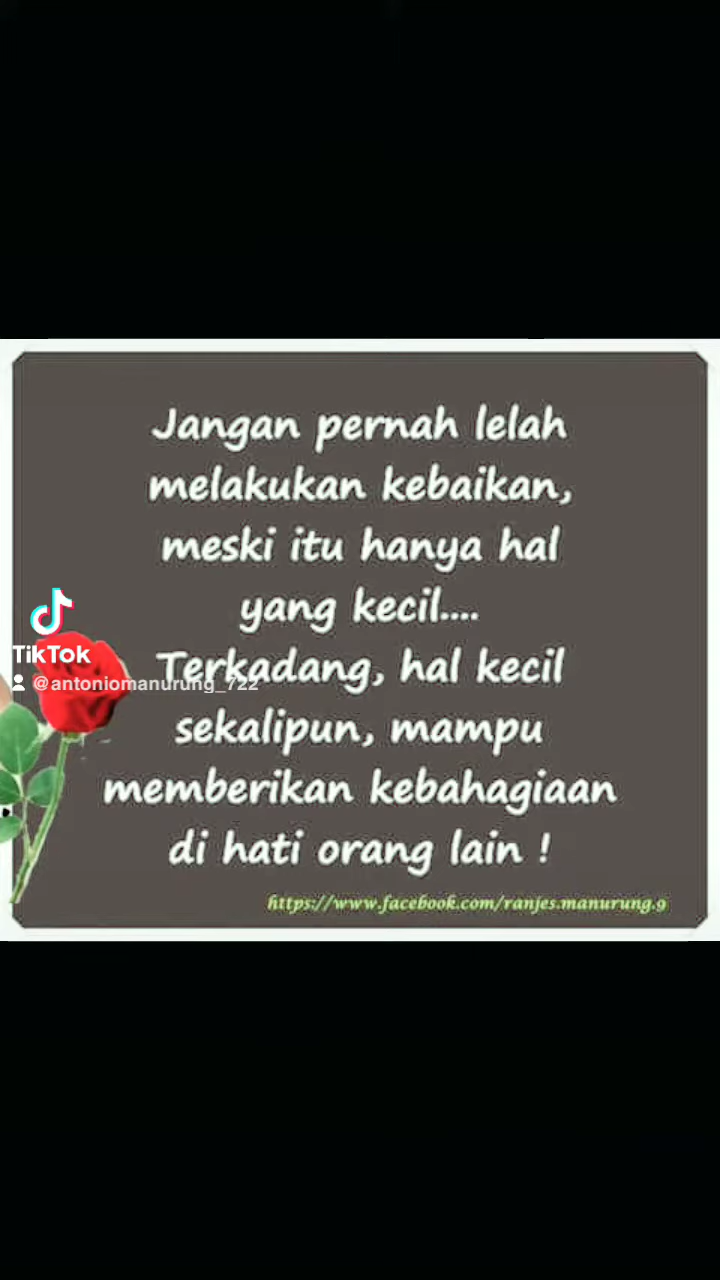 Jangan pernah lelah
melakukan kebaikan,
meski itu hanya hal
yang kecil....
Terkadang, hal kecil
sekalipun, mampu
memberikan kebahagiaan
di hati orang lain !
https://www.facebook.com/ranjes.manurung.9
TikTok
@antoniomanurung_722